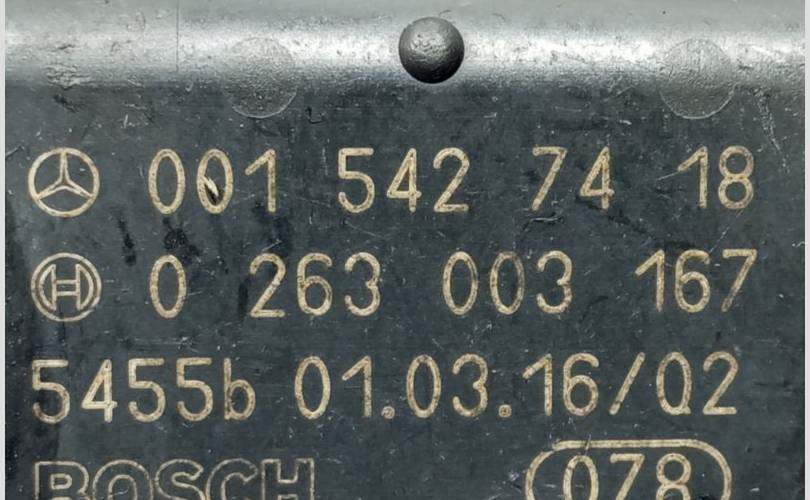 001 542 74 18
0 263 003 167
5455b 01.03.16/02
BOSCH 078